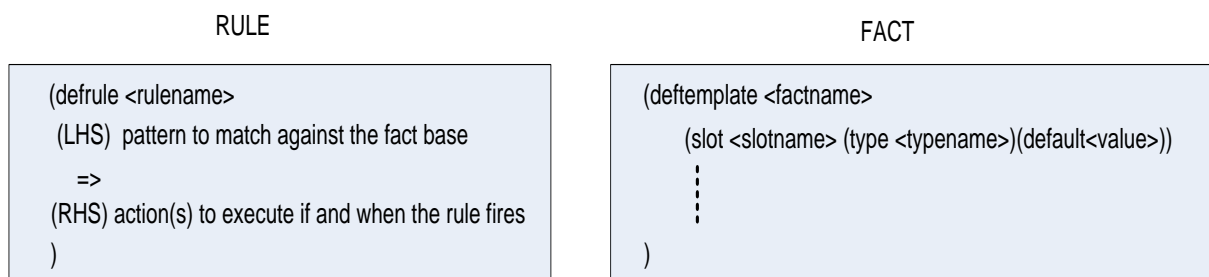 RULE
(defrule <rulename>
(LHS) pattern to match against the fact base
=>
(RHS) action(s) to execute if and when the rule fires
)
FACT
(deftemplate <factname>
(slot <slotname> (type <typename>)(default<value>))
)